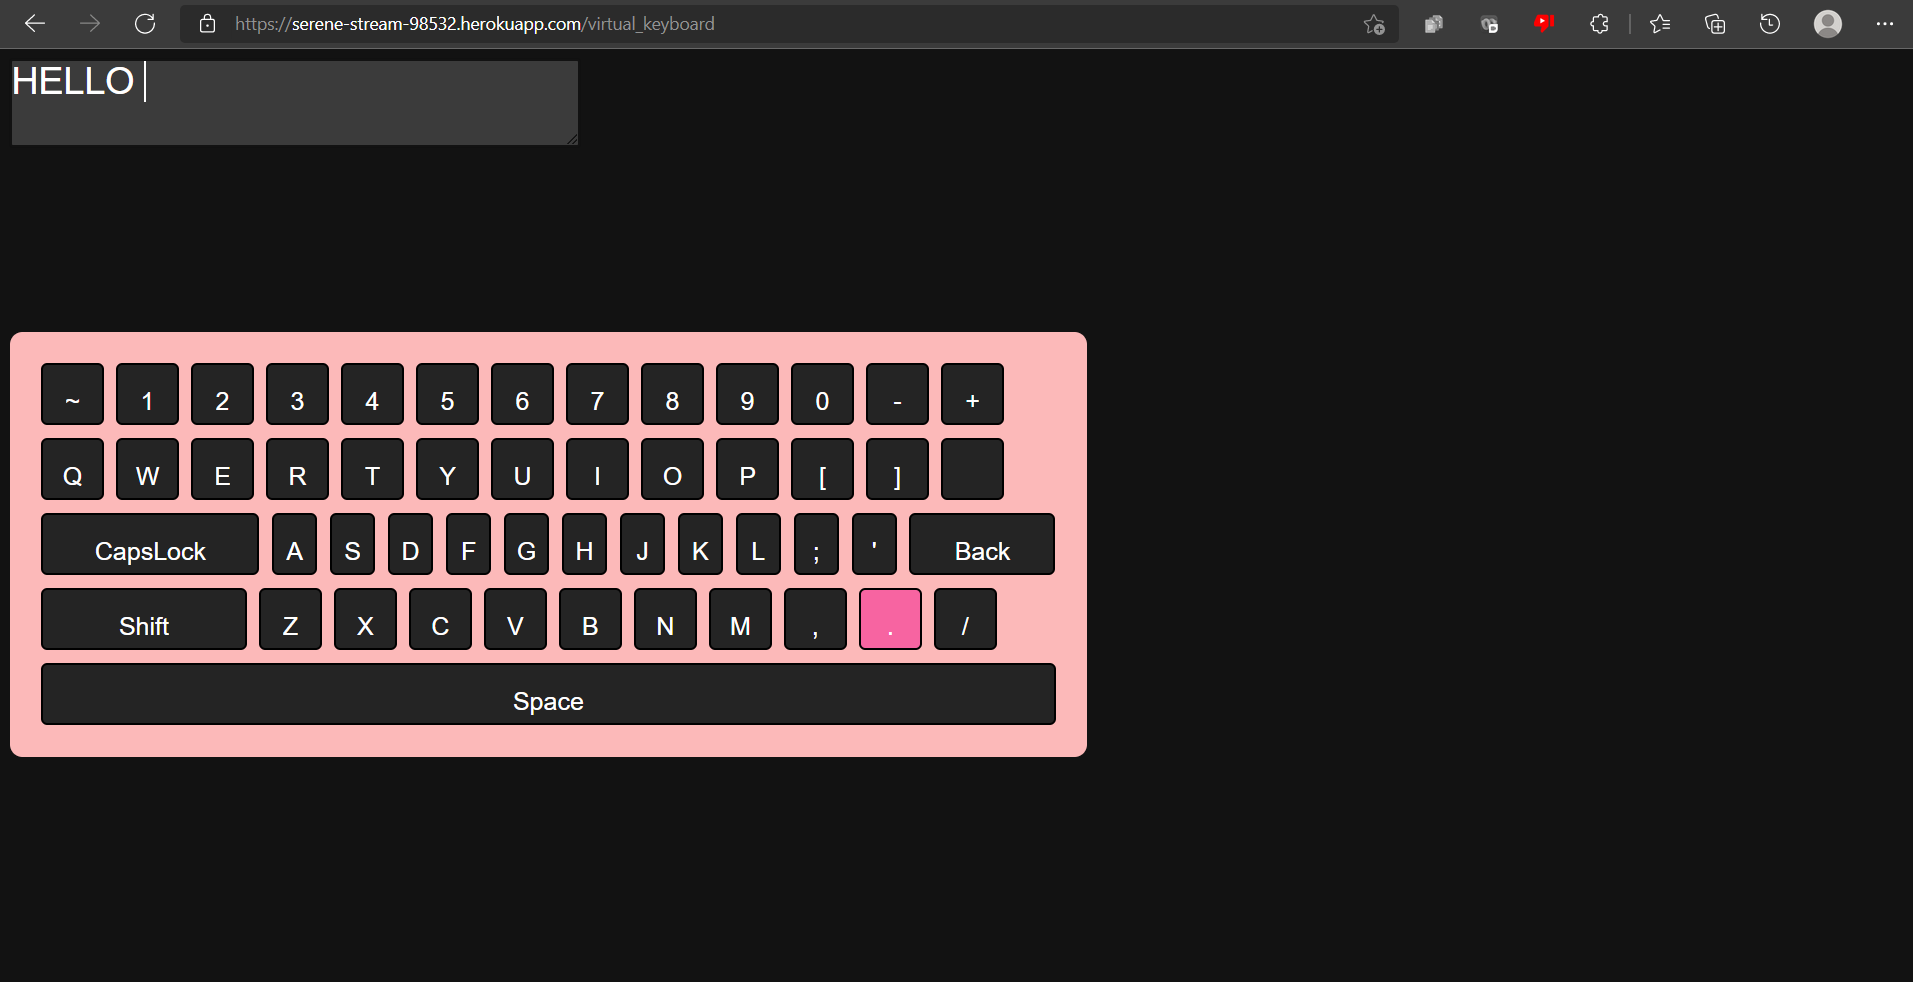 https://serene-stream-98532.herokuapp.com/virtual_keyboard
HELLO
~ 1 2 3 4 5 6 7 8 9 0 - +
Q W E R T Y U I O P [ ]
CapsLock A S D F G H J K L ; ' Back
Shift Z X C V B N M , . /
Space